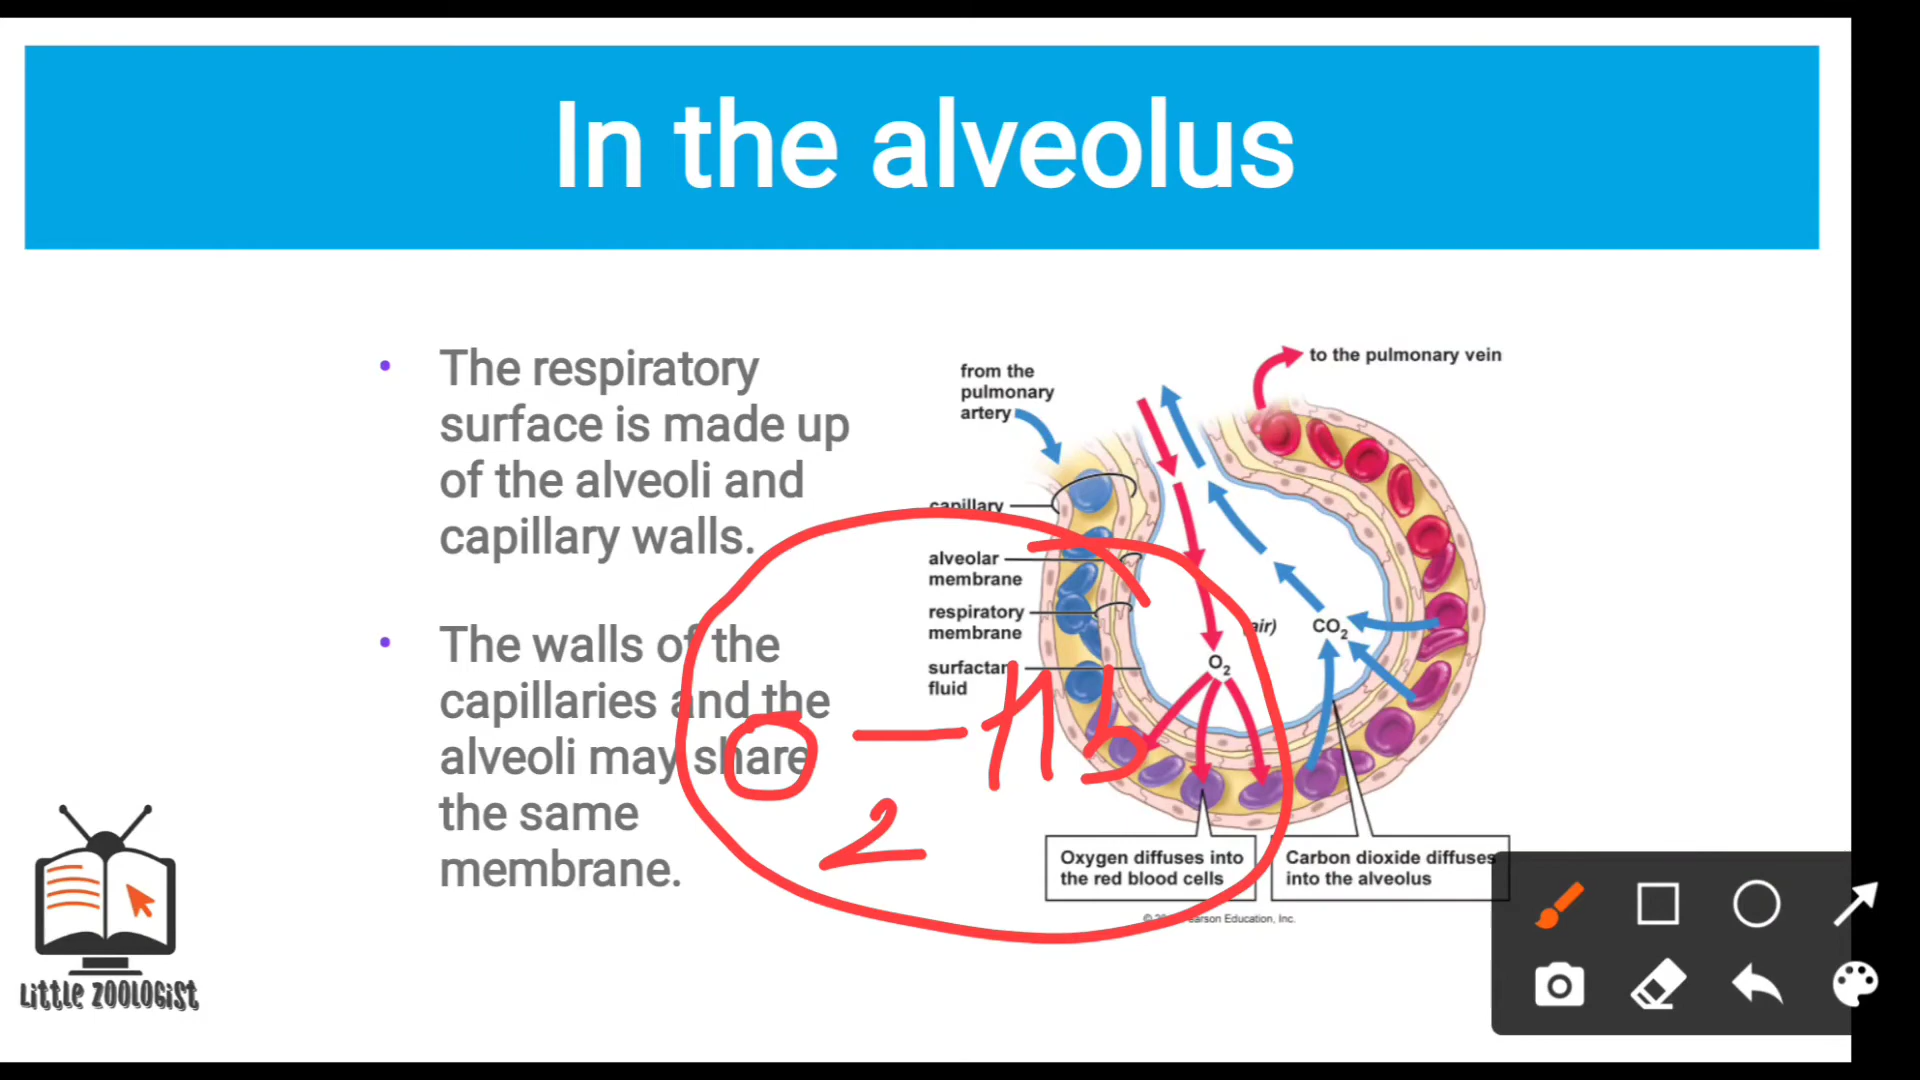 In the alveolus
• The respiratory
surface is made up
of the alveoli and
capillary walls.
• The walls of the
capillaries and the
alveoli may share
the same
membrane.
from the
pulmonary
artery
to the pulmonary vein
capillary
alveolar
membrane
respiratory
membrane
surfactant
fluid
air)
CO2
O2
O2 – Hb
Oxygen diffuses into
the red blood cells
Carbon dioxide diffuses
into the alveolus
Pearson Education, Inc.
LittLE ZOOLOGist